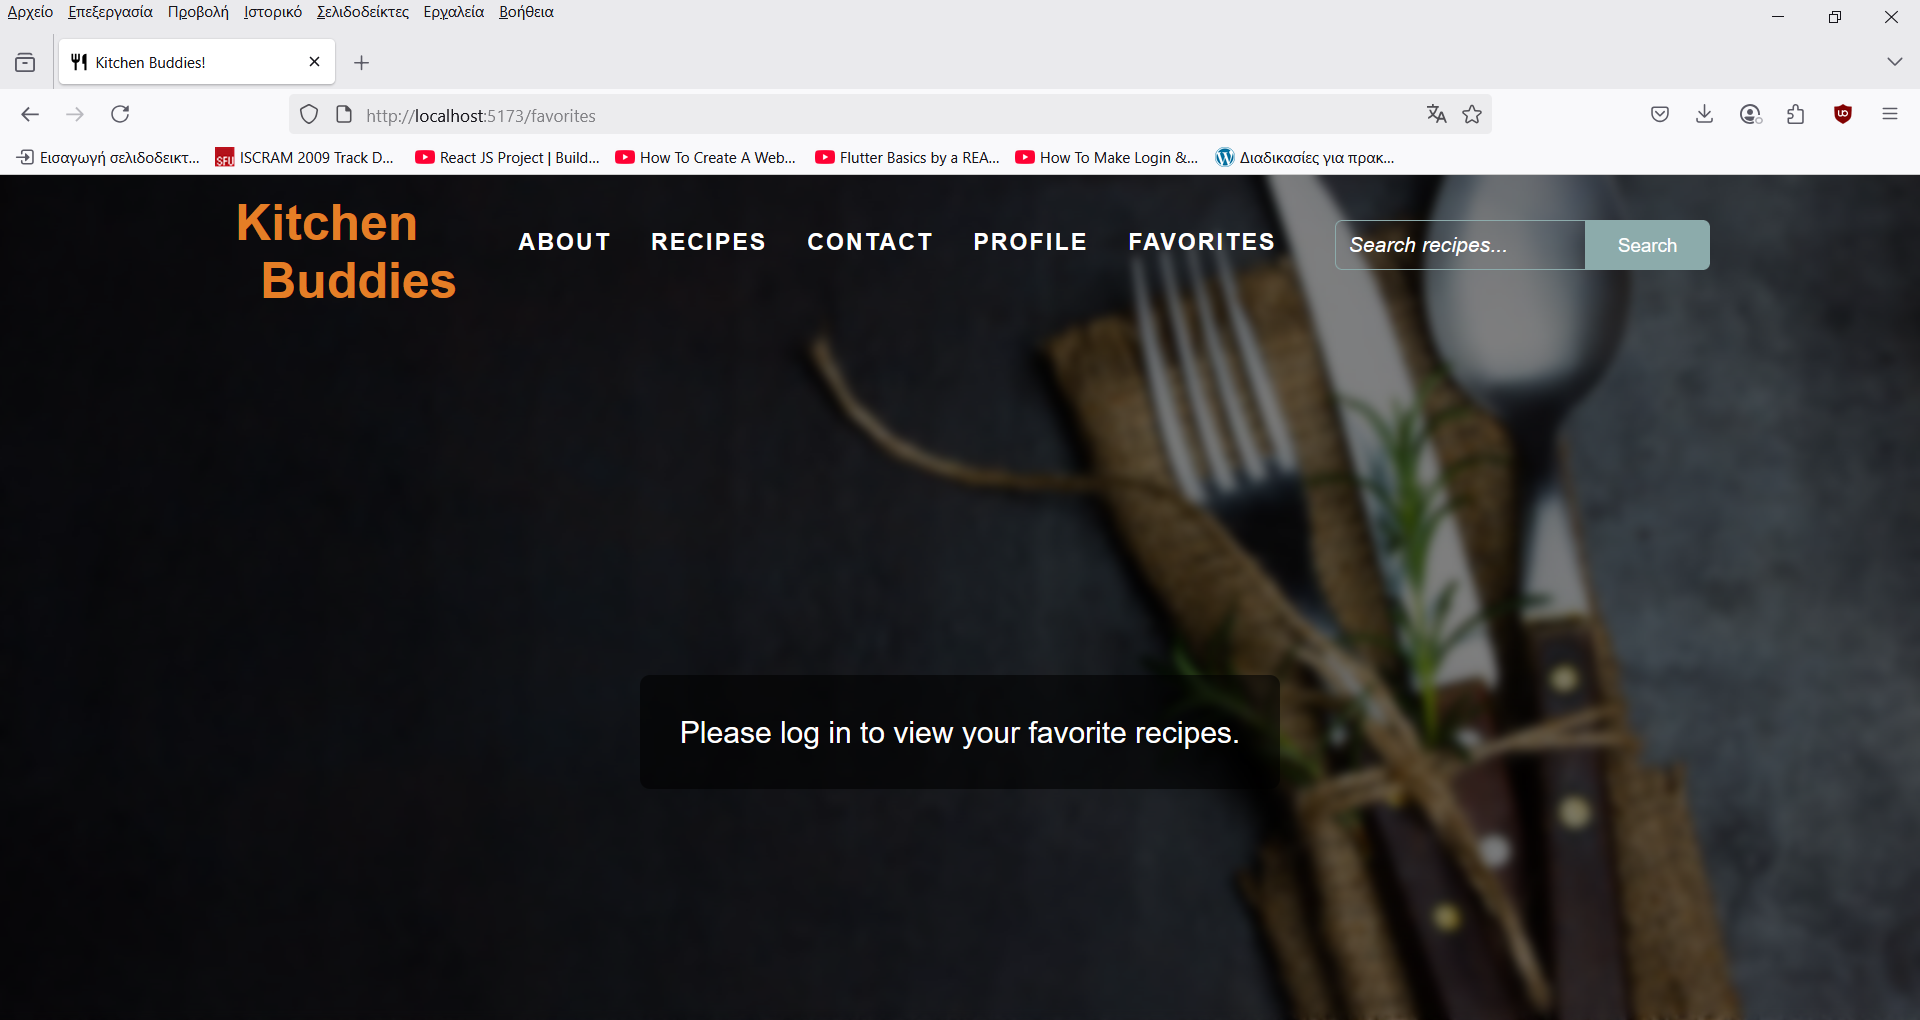 Αρχείο Επεξεργασία Προβολή Ιστορικό Σελιδοδείκτες Εργαλεία Βοήθεια
Kitchen Buddies!
http://localhost:5173/favorites
Εισαγωγή σελιδοδεικτ... SFU ISCRAM 2009 Track D... React JS Project | Build... How To Create A Web... Flutter Basics by a REA... How To Make Login &... Διαδικασίες για πρακ...
Kitchen
Buddies
ABOUT RECIPES CONTACT PROFILE FAVORITES
Search recipes... Search
Please log in to view your favorite recipes.